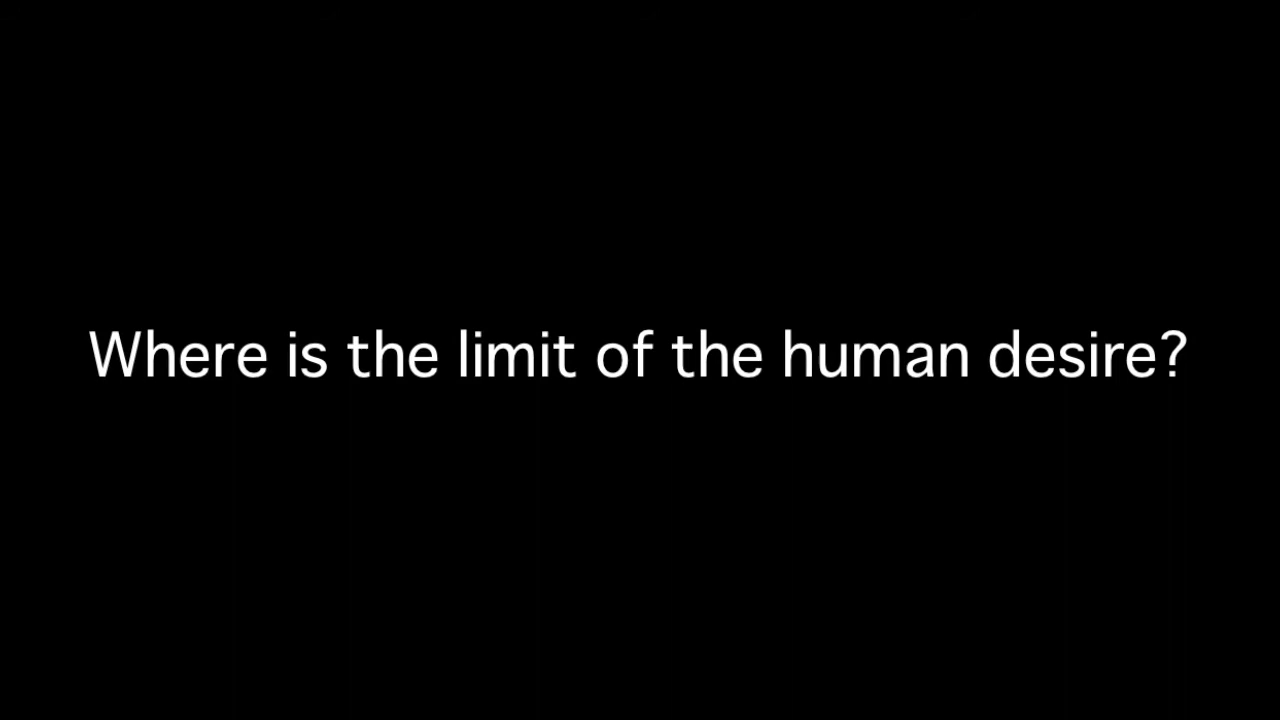 Where is the limit of the human desire?